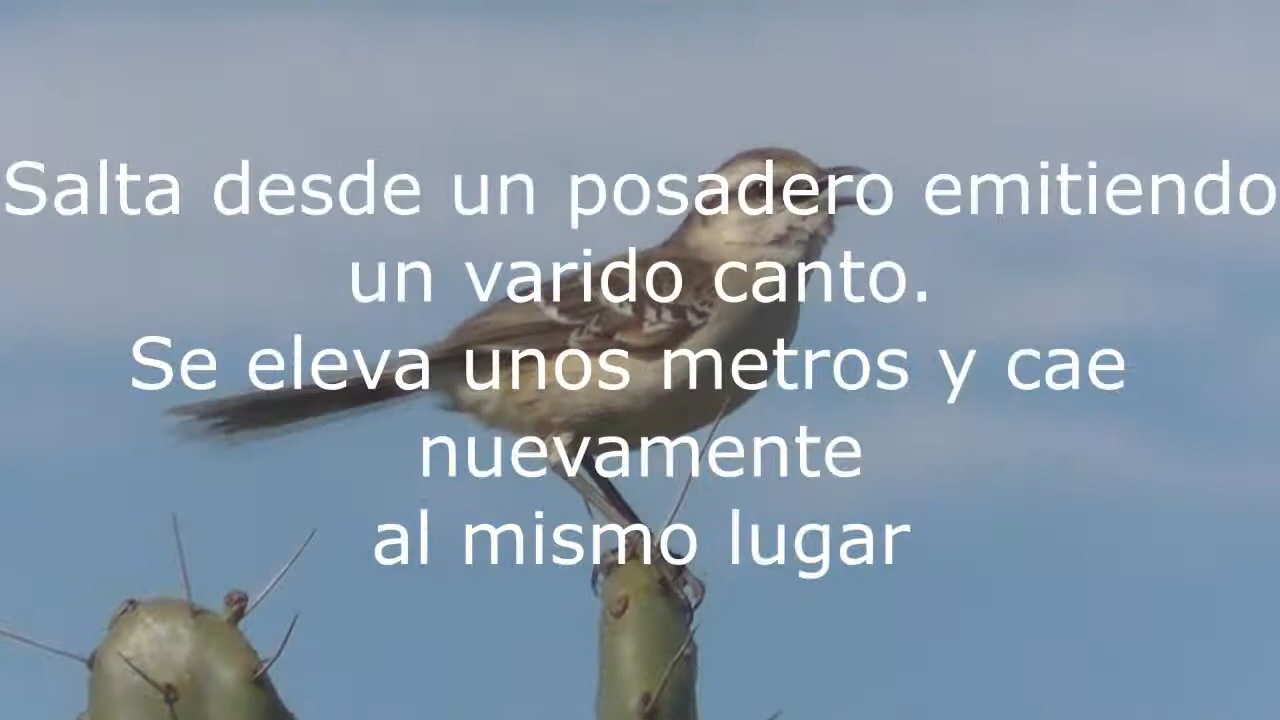 Salta desde un posadero emitiendo
un varido canto.
Se eleva unos metros y cae
nuevamente
al mismo lugar